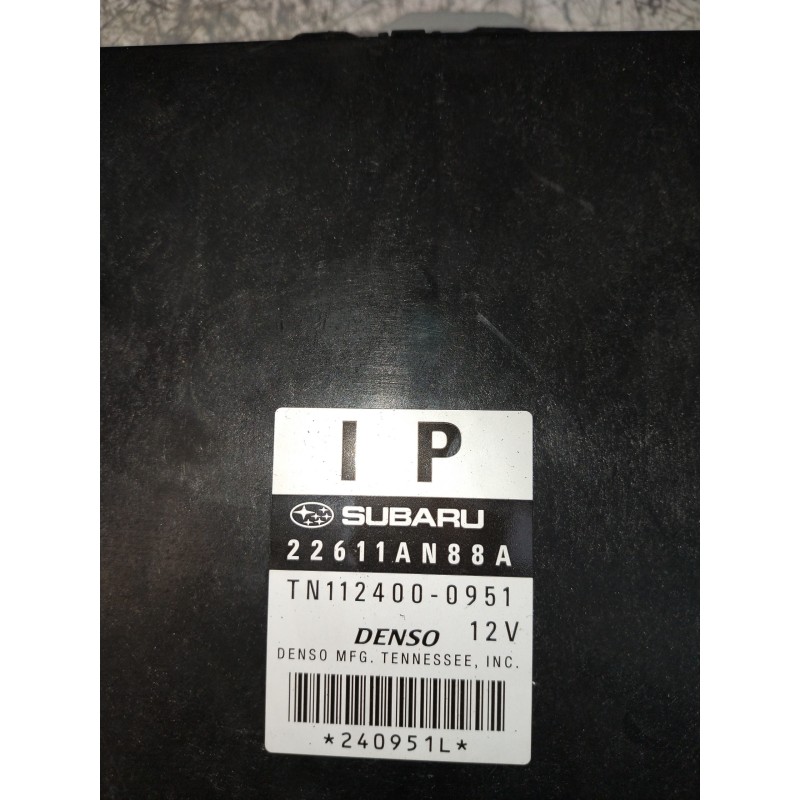 I P
SUBARU
22611AN88A
TN112400-0951
DENSO 12V
DENSO MFG. TENNESSEE, INC.
*240951L*